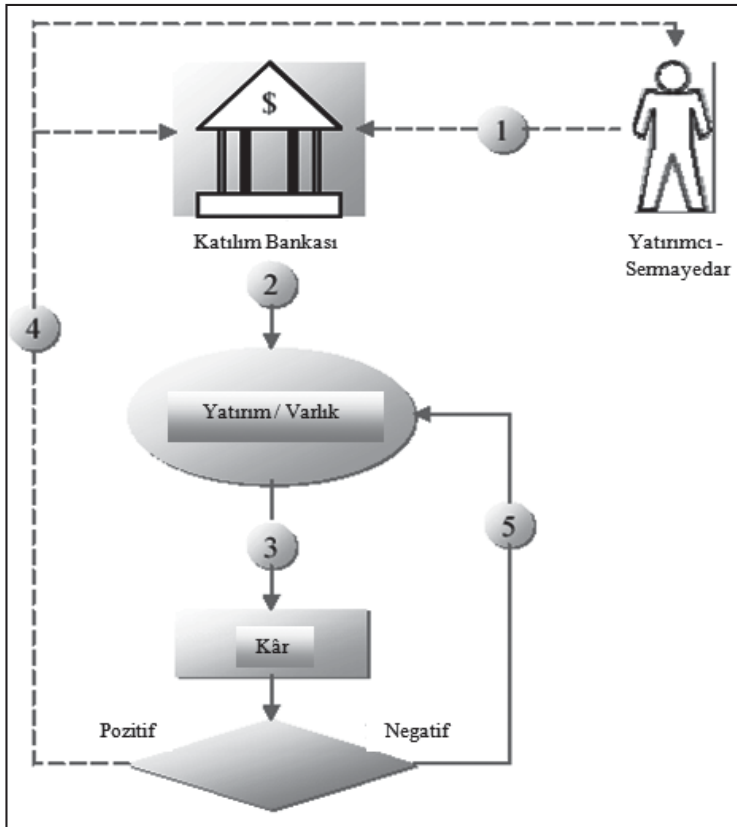 $
1
Katılım Bankası
Yatırımcı -
Sermayedar
2
4
Yatırım / Varlık
5
3
Kâr
Pozitif
Negatif